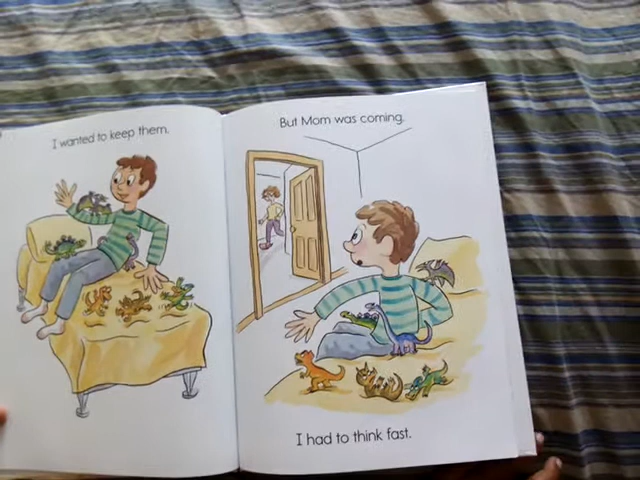 I wanted to keep them.
But Mom was coming.
I had to think fast.